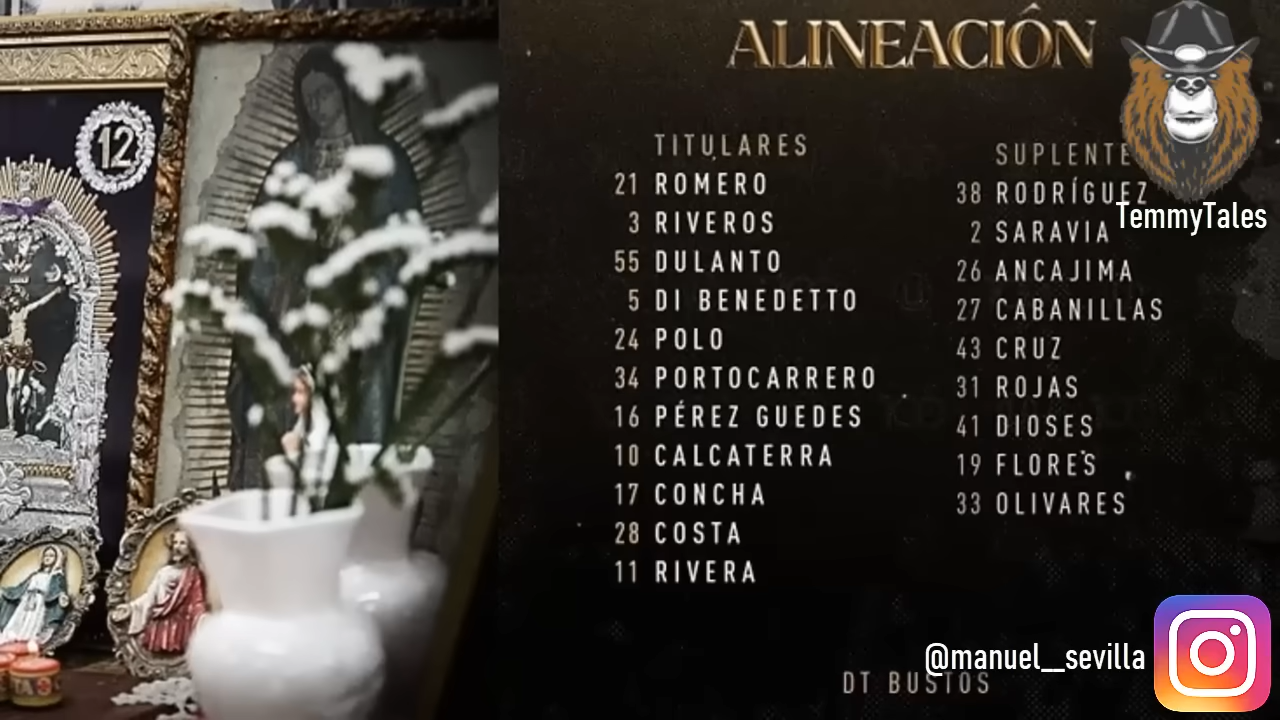 12
ALINEACIÓN
TITULARES
21 ROMERO
3 RIVEROS
55 DULANTO
5 DI BENEDETTO
24 POLO
34 PORTOCARRERO
16 PÉREZ GUEDES
10 CALCATERRA
17 CONCHA
28 COSTA
11 RIVERA
SUPLENTE
38 RODRÍGUEZ
2 SARAVIA
26 ANCAJIMA
27 CABANILLAS
43 CRUZ
31 ROJAS
41 DIOSES
19 FLORES
33 OLIVARES
DT BUSTOS
TemmyTales
@manuel__sevilla